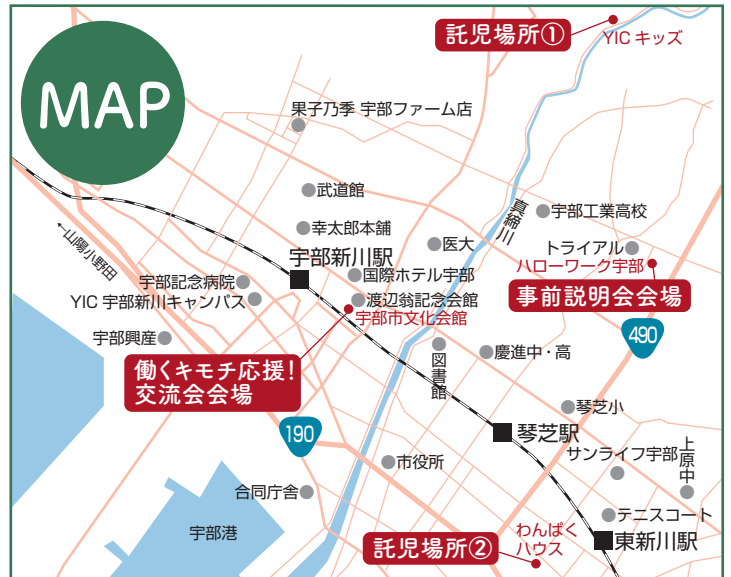 託児場所①
YIC キッズ
MAP
果子乃季 宇部ファーム店
武道館
幸太郎本舗
宇部新川駅
医大
真締川
宇部工業高校
トライアル
ハローワーク宇部
事前説明会会場
←山陽小野田
宇部記念病院
国際ホテル宇部
YIC 宇部新川キャンパス
渡辺翁記念会館
宇部市文化会館
宇部興産
働くキモチ応援!
交流会会場
図書館
慶進中・高
490
190
琴芝小
琴芝駅
市役所
サンライフ宇部
上原中
合同庁舎
宇部港
テニスコート
わんぱく
ハウス
託児場所②
東新川駅